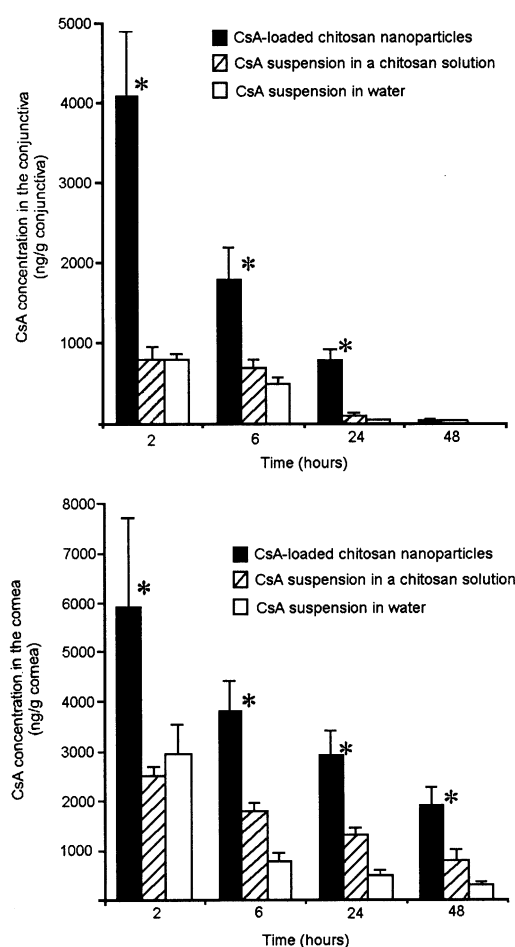 5000
4000
3000
2000
1000
CsA concentration in the conjunctiva
(ng/g conjunctiva)
CsA-loaded chitosan nanoparticles
CsA suspension in a chitosan solution
CsA suspension in water
*
*
*
2 6 24 48
Time (hours)
8000
7000
6000
5000
4000
3000
2000
1000
CsA concentration in the cornea
(ng/g cornea)
CsA-loaded chitosan nanoparticles
CsA suspension in a chitosan solution
CsA suspension in water
*
*
*
*
2 6 24 48
Time (hours)